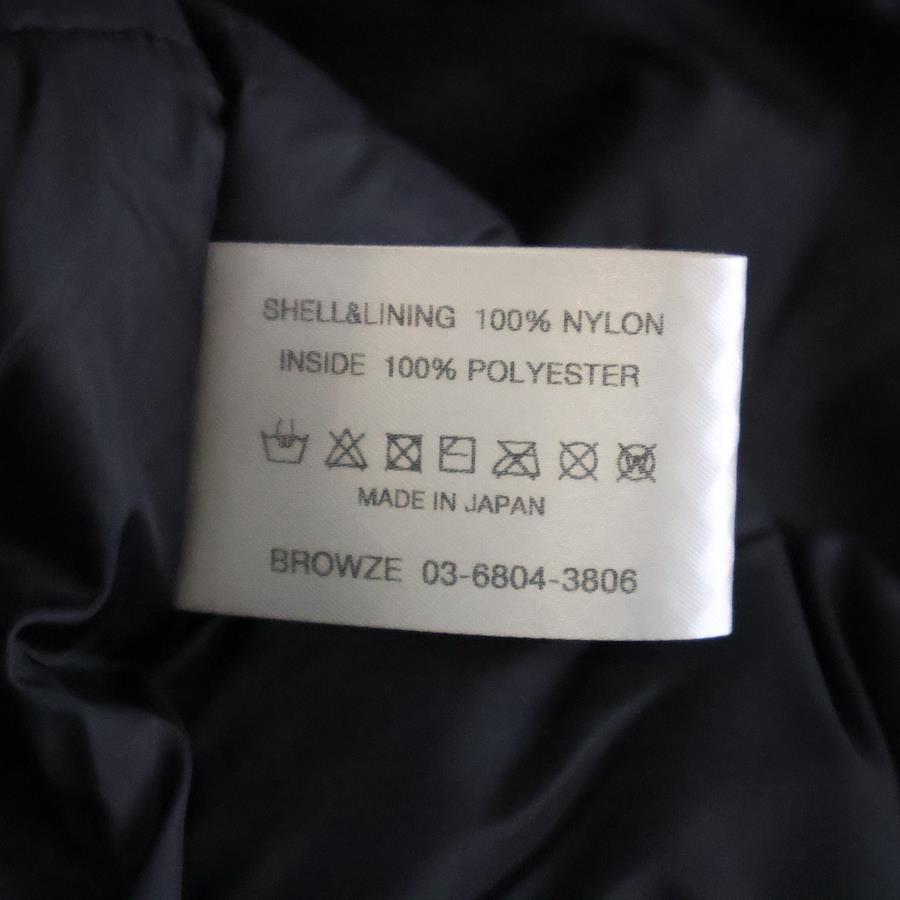 SHELL&LINING 100% NYLON
INSIDE 100% POLYESTER
W
MADE IN JAPAN
BROWZE 03-6804-3806